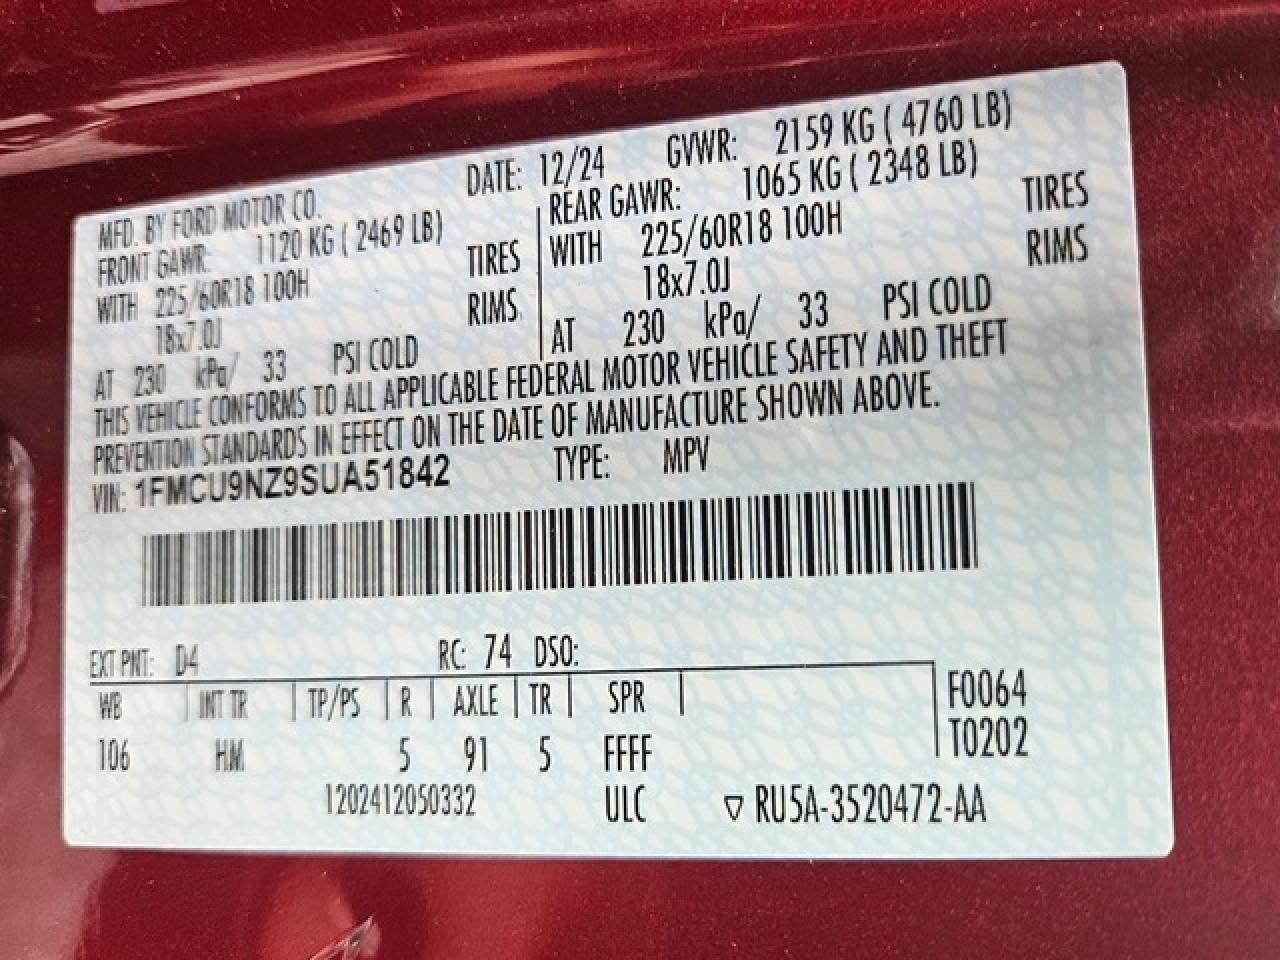 MFD. BY FORD MOTOR CO. DATE: 12/24 GVWR: 2159 KG ( 4760 LB)
FRONT GAWR: 1120 KG ( 2469 LB) REAR GAWR: 1065 KG ( 2348 LB)
WITH 225/60R18 100H TIRES WITH 225/60R18 100H TIRES
18x7.0J RIMS 18x7.0J RIMS
AT 230 kPa/ 33 PSI COLD AT 230 kPa/ 33 PSI COLD
THIS VEHICLE CONFORMS TO ALL APPLICABLE FEDERAL MOTOR VEHICLE SAFETY AND THEFT
PREVENTION STANDARDS IN EFFECT ON THE DATE OF MANUFACTURE SHOWN ABOVE.
VIN: 1FMCU9NZ9SUA51842 TYPE: MPV
EXT PNT: D4 RC: 74 DSO:
WB INT TR TP/PS R AXLE TR SPR F0064
106 HM 5 91 5 FFFF T0202
1202412050332 ULC ▽ RU5A-3520472-AA